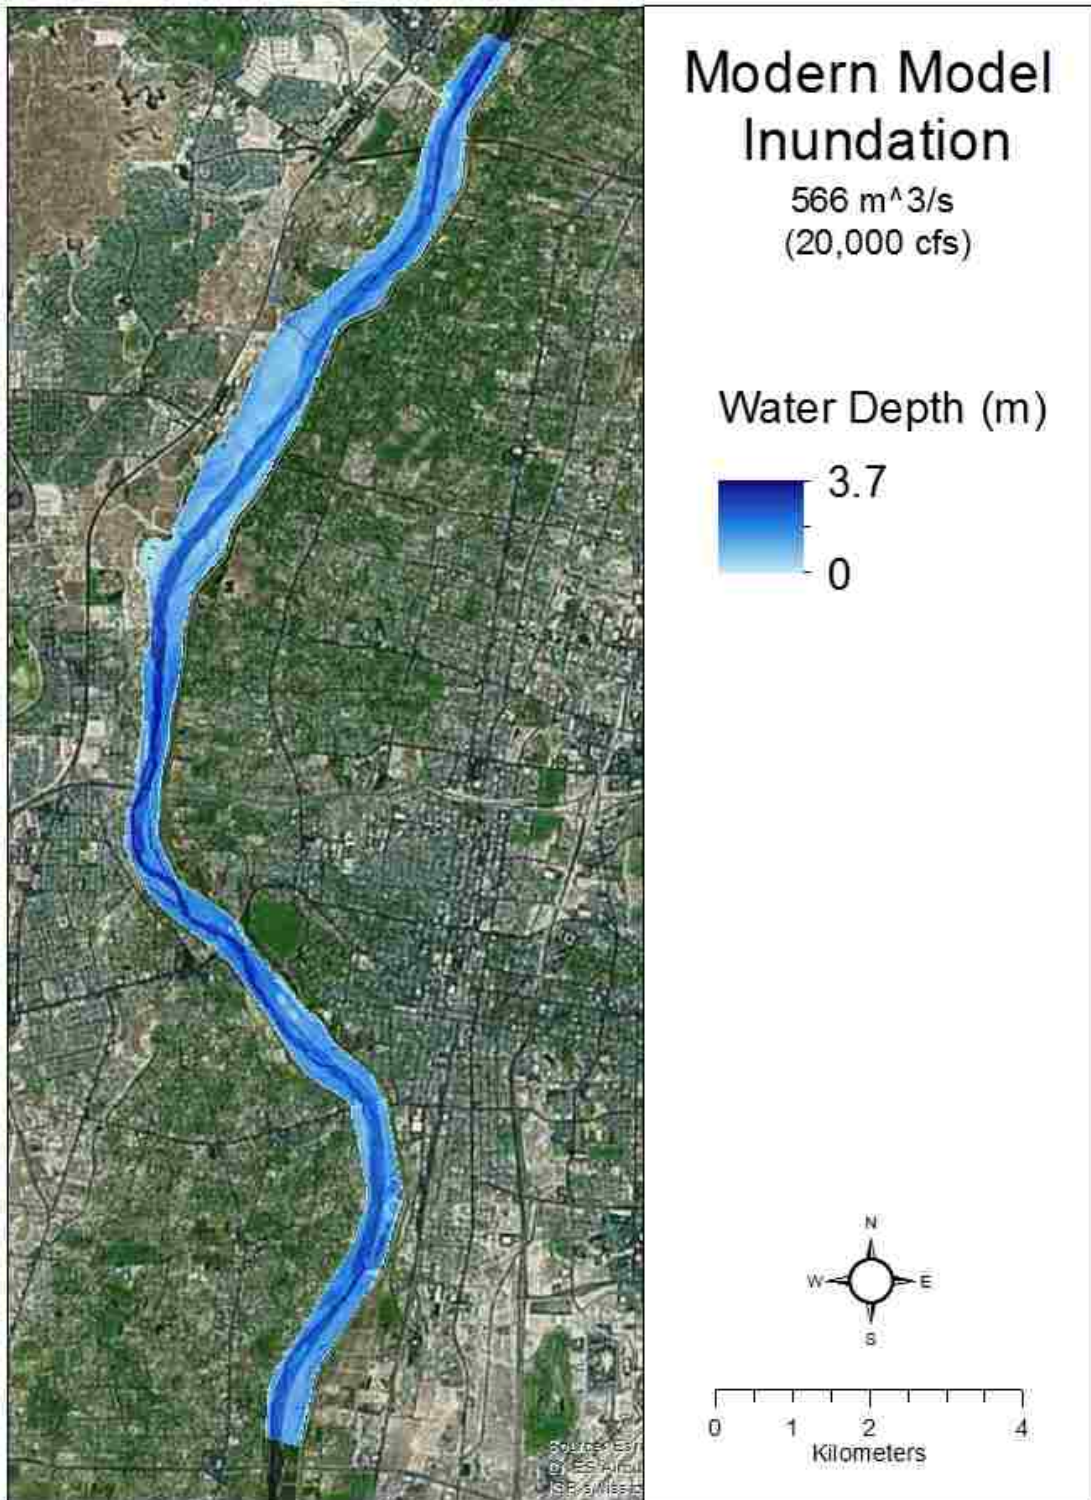 Modern Model
Inundation
566 m^3/s
(20,000 cfs)
Water Depth (m)
3.7
0
N
W E
S
0 1 2 4
Kilometers